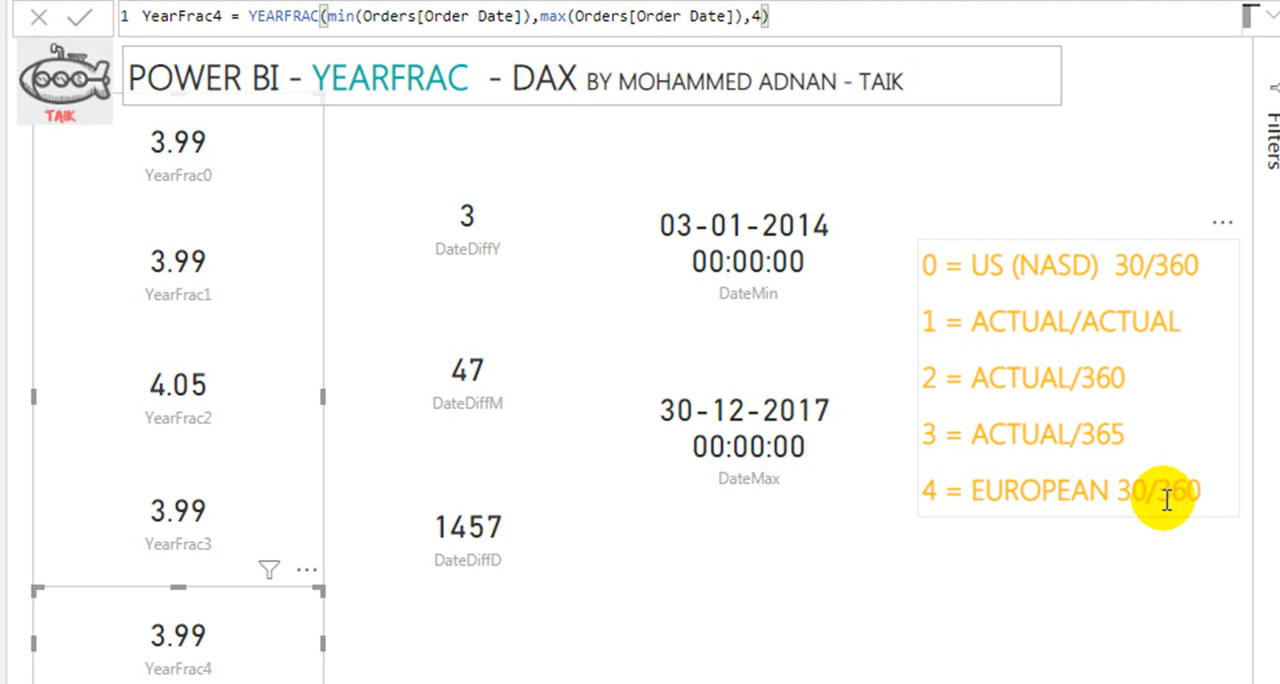 1 YearFrac4 = YEARFRAC(min(Orders[Order Date]),max(Orders[Order Date]),4)
POWER BI - YEARFRAC - DAX BY MOHAMMED ADNAN - TAIK
TAIK
3.99
YearFrac0
3.99
YearFrac1
4.05
YearFrac2
3.99
YearFrac3
3.99
YearFrac4
3
DateDiffY
47
DateDiffM
1457
DateDiffD
03-01-2014
00:00:00
DateMin
30-12-2017
00:00:00
DateMax
0 = US (NASD) 30/360
1 = ACTUAL/ACTUAL
2 = ACTUAL/360
3 = ACTUAL/365
4 = EUROPEAN 30/360
Filters